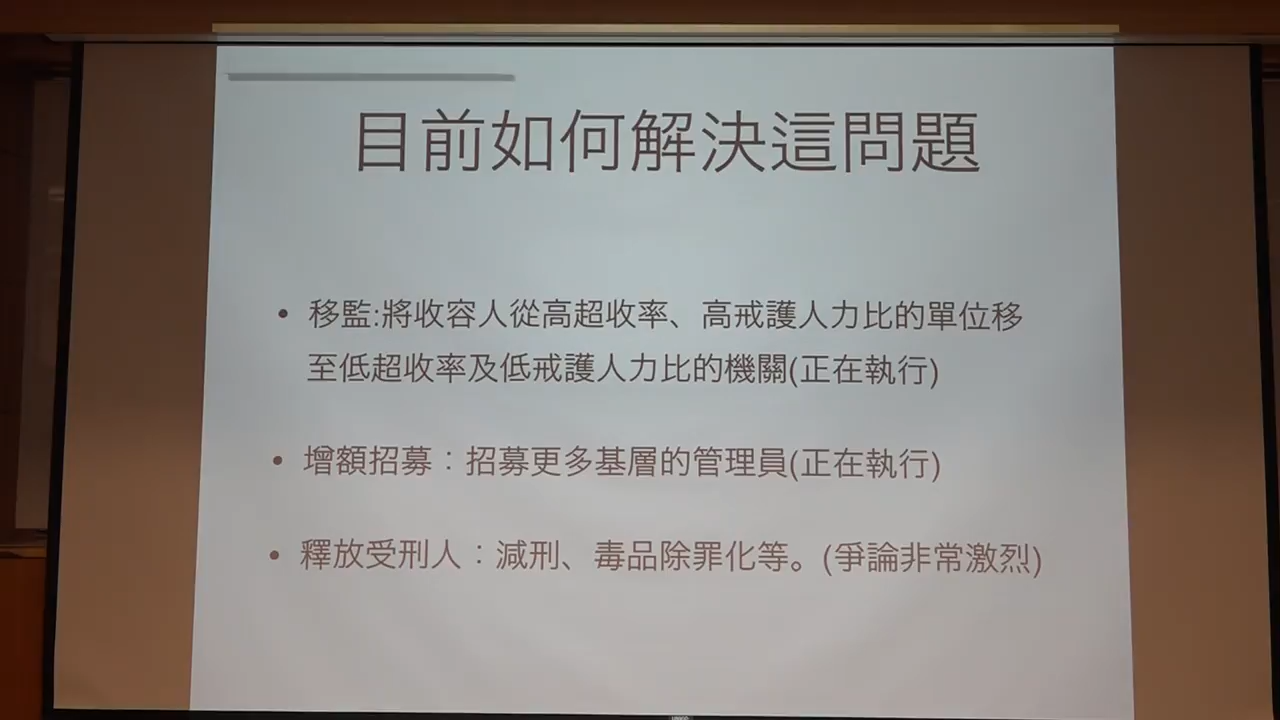 目前如何解決這問題
• 移監:將收容人從高超收率、高戒護人力比的單位移
至低超收率及低戒護人力比的機關(正在執行)
• 增額招募：招募更多基層的管理員(正在執行)
• 釋放受刑人：減刑、毒品除罪化等。(爭論非常激烈)